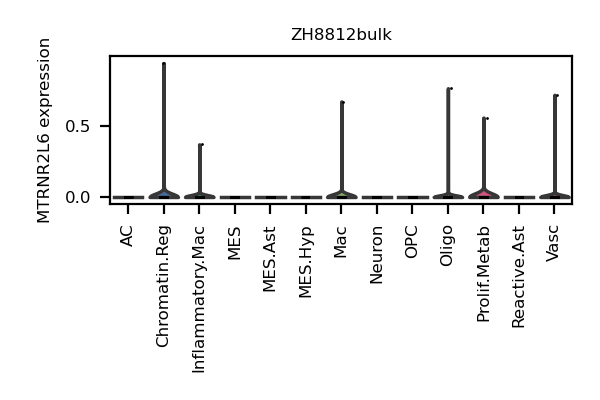 ZH8812bulk
MTRNR2L6 expression
0.5
0.0
AC
Chromatin.Reg
Inflammatory.Mac
MES
MES.Ast
MES.Hyp
Mac
Neuron
OPC
Oligo
Prolif.Metab
Reactive.Ast
Vasc